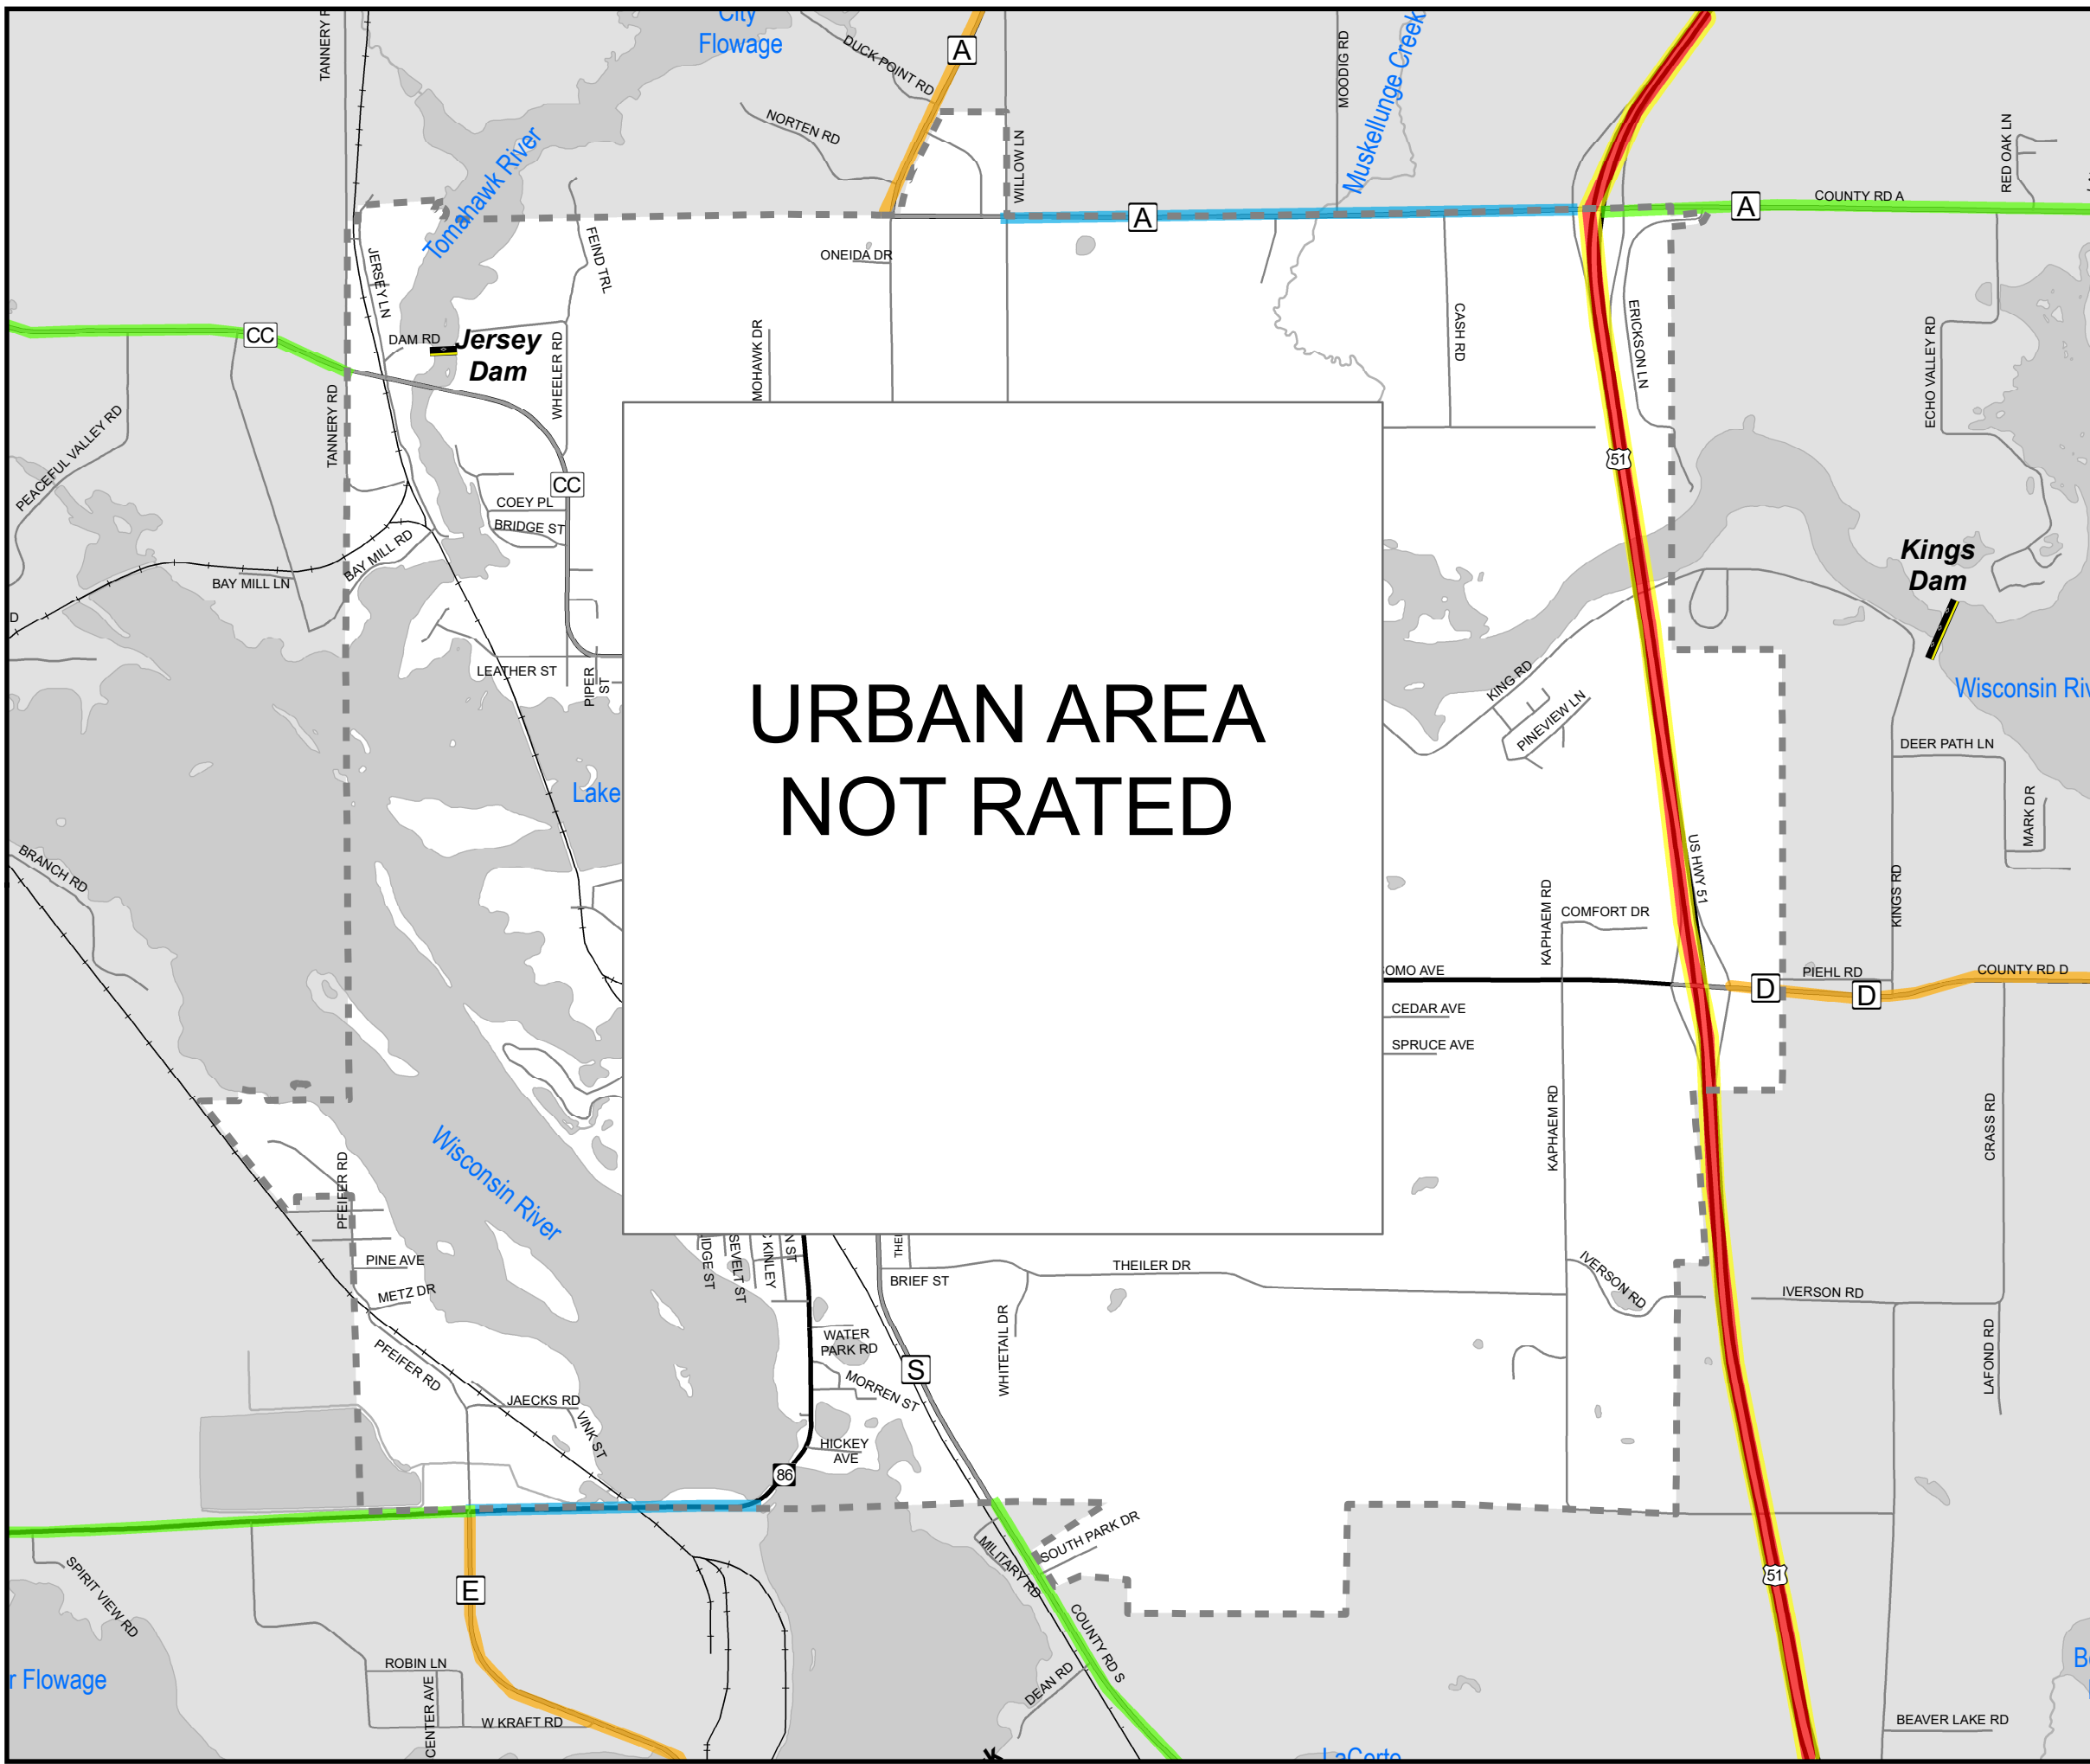 City
Flowage
TANNERY R
DUCK POINT RD
A
MOODIG RD
Muskellunge Creek
NORTEN RD
WILLOW LN
RED OAK LN
Tomahawk River
A
A
COUNTY RD A
JERSEY LN
FEIND TRL
ONEIDA DR
CC
DAM RD
Jersey
Dam
WHEELER RD
MOHAWK DR
CASH RD
ERICKSON LN
ECHO VALLEY RD
PEACEFUL VALLEY RD
TANNERY RD
51
CC
COEY PL
BRIDGE ST
BAY MILL RD
BAY MILL LN
Kings
Dam
D
LEATHER ST
PIPER
ST
KING RD
PINEVIEW LN
Wisconsin Riv
URBAN AREA
NOT RATED
DEER PATH LN
Lake
MARK DR
BRANCH RD
US HWY 51
KAPHAEM RD
COMFORT DR
KINGS RD
OMO AVE
PIEHL RD
COUNTY RD D
D
D
CEDAR AVE
SPRUCE AVE
KAPHAEM RD
CRASS RD
Wisconsin River
PFEIFER RD
PINE AVE
METZ DR
IDGE ST
SEVELT ST
C KINLEY
N ST
THEI
BRIEF ST
THEILER DR
IVERSON RD
IVERSON RD
WHITETAIL DR
WATER
PARK RD
S
MORREN ST
LAFOND RD
PFEIFER RD
JAECKS RD
VINK ST
HICKEY
AVE
86
MILITARY RD
SOUTH PARK DR
51
E
SPIRIT VIEW RD
COUNTY RD S
ROBIN LN
r Flowage
CENTER AVE
DEAN RD
W KRAFT RD
BEAVER LAKE RD
B
LaCerte